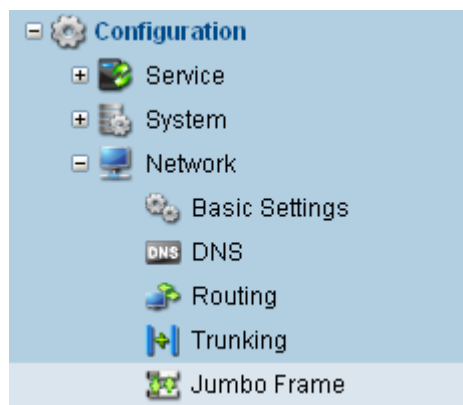 Configuration
Service
System
Network
Basic Settings
DNS DNS
Routing
Trunking
Jumbo Frame